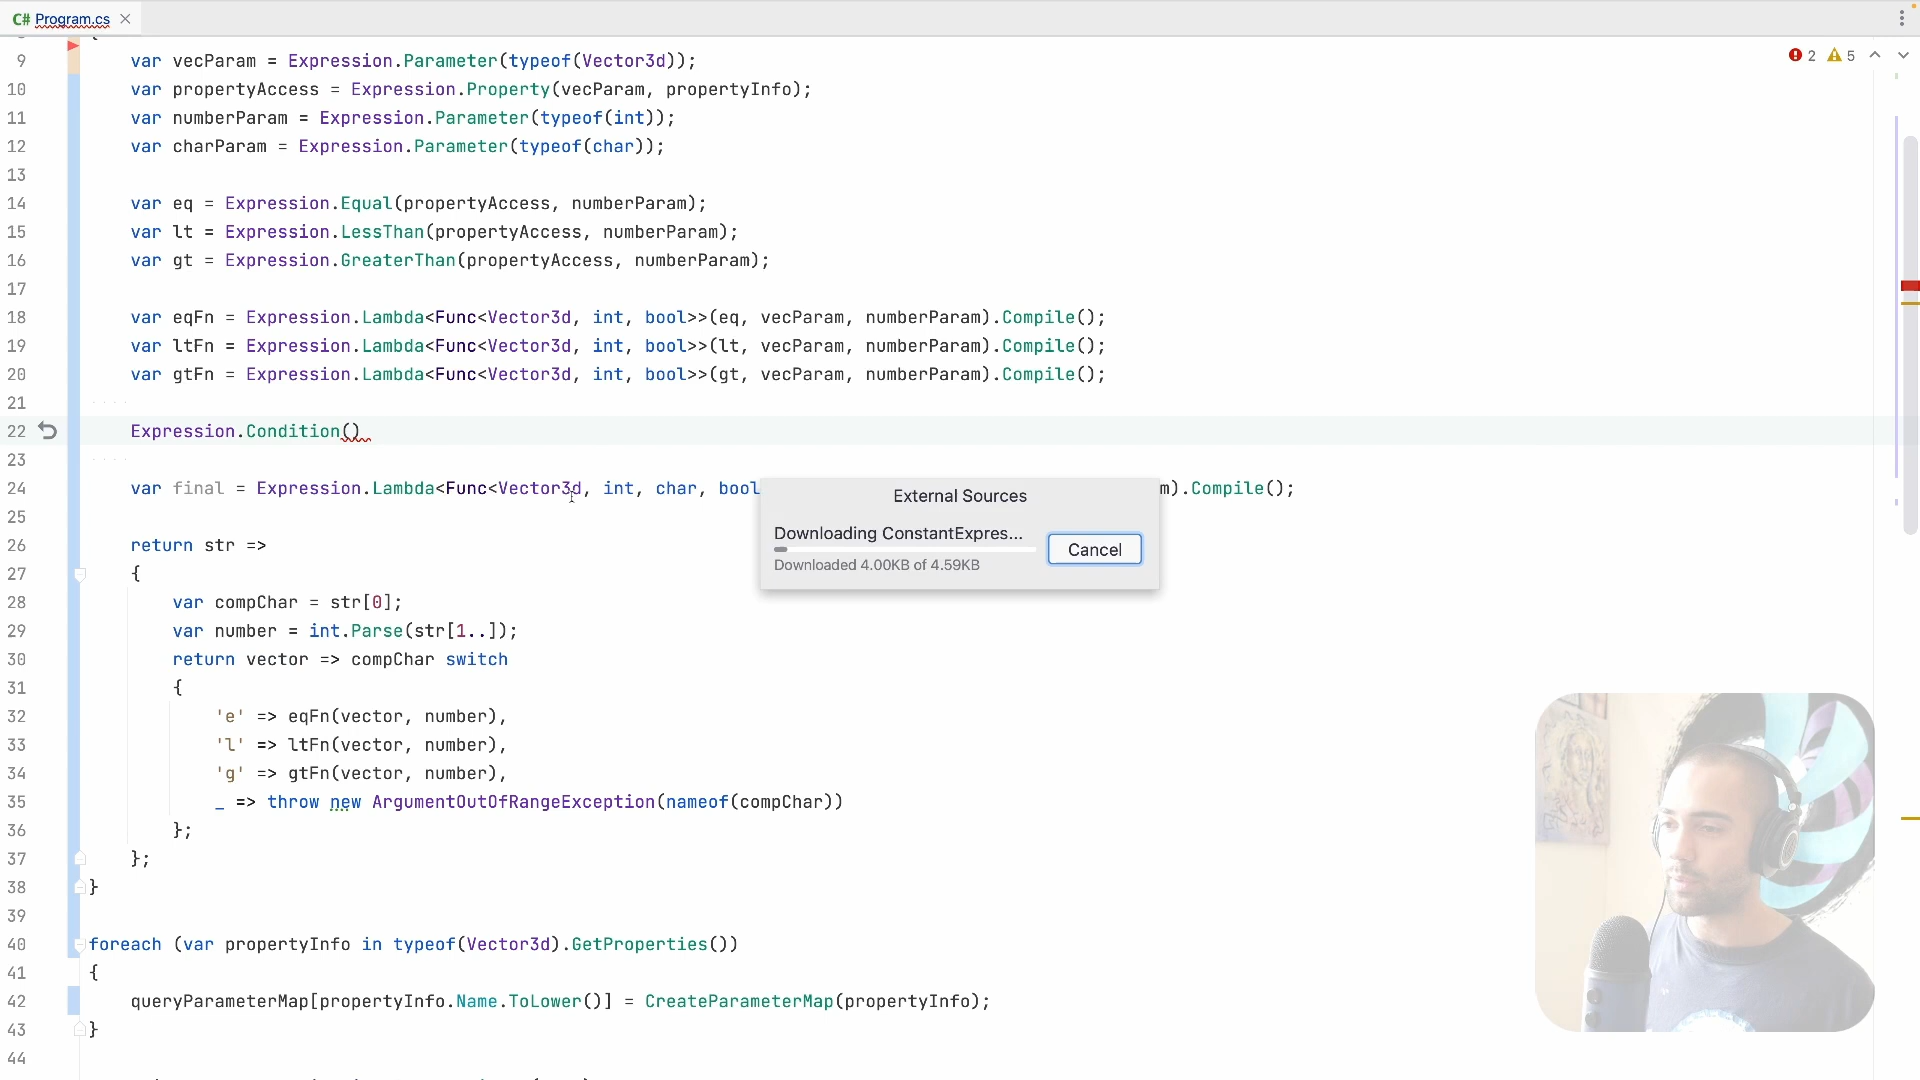 C# Program.cs
2 5
9 var vecParam = Expression.Parameter(typeof(Vector3d));
10 var propertyAccess = Expression.Property(vecParam, propertyInfo);
11 var numberParam = Expression.Parameter(typeof(int));
12 var charParam = Expression.Parameter(typeof(char));
13
14 var eq = Expression.Equal(propertyAccess, numberParam);
15 var lt = Expression.LessThan(propertyAccess, numberParam);
16 var gt = Expression.GreaterThan(propertyAccess, numberParam);
17
18 var eqFn = Expression.Lambda<Func<Vector3d, int, bool>>(eq, vecParam, numberParam).Compile();
19 var ltFn = Expression.Lambda<Func<Vector3d, int, bool>>(lt, vecParam, numberParam).Compile();
20 var gtFn = Expression.Lambda<Func<Vector3d, int, bool>>(gt, vecParam, numberParam).Compile();
21
22 Expression.Condition()
23
24 var final = Expression.Lambda<Func<Vector3d, int, char, bool m).Compile();
External Sources
Downloading ConstantExpres...
Cancel
Downloaded 4.00KB of 4.59KB
25
26 return str =>
27 {
28 var compChar = str[0];
29 var number = int.Parse(str[1..]);
30 return vector => compChar switch
31 {
32 'e' => eqFn(vector, number),
33 'l' => ltFn(vector, number),
34 'g' => gtFn(vector, number),
35 _ => throw new ArgumentOutOfRangeException(nameof(compChar))
36 };
37 };
38 }
39
40 foreach (var propertyInfo in typeof(Vector3d).GetProperties())
41 {
42 queryParameterMap[propertyInfo.Name.ToLower()] = CreateParameterMap(propertyInfo);
43 }
44